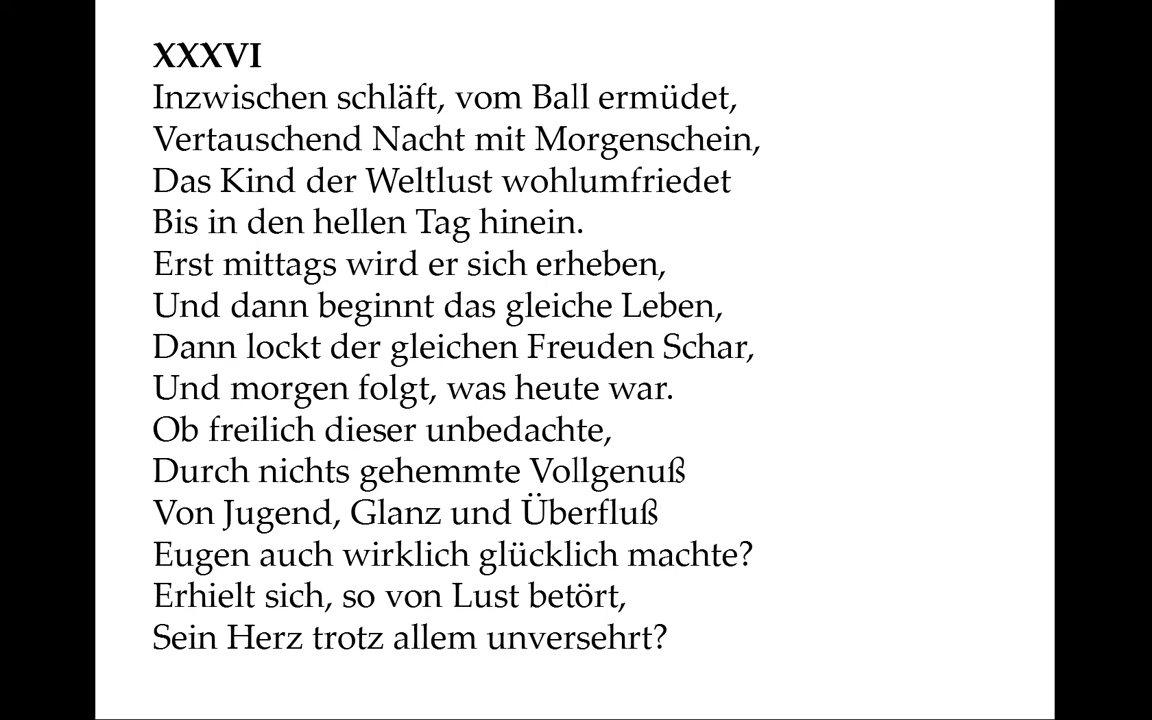 XXXVI
Inzwischen schläft, vom Ball ermüdet,
Vertauschend Nacht mit Morgenschein,
Das Kind der Weltlust wohlumfriedet
Bis in den hellen Tag hinein.
Erst mittags wird er sich erheben,
Und dann beginnt das gleiche Leben,
Dann lockt der gleichen Freuden Schar,
Und morgen folgt, was heute war.
Ob freilich dieser unbedachte,
Durch nichts gehemmte Vollgenuß
Von Jugend, Glanz und Überfluß
Eugen auch wirklich glücklich machte?
Erhielt sich, so von Lust betört,
Sein Herz trotz allem unversehrt?